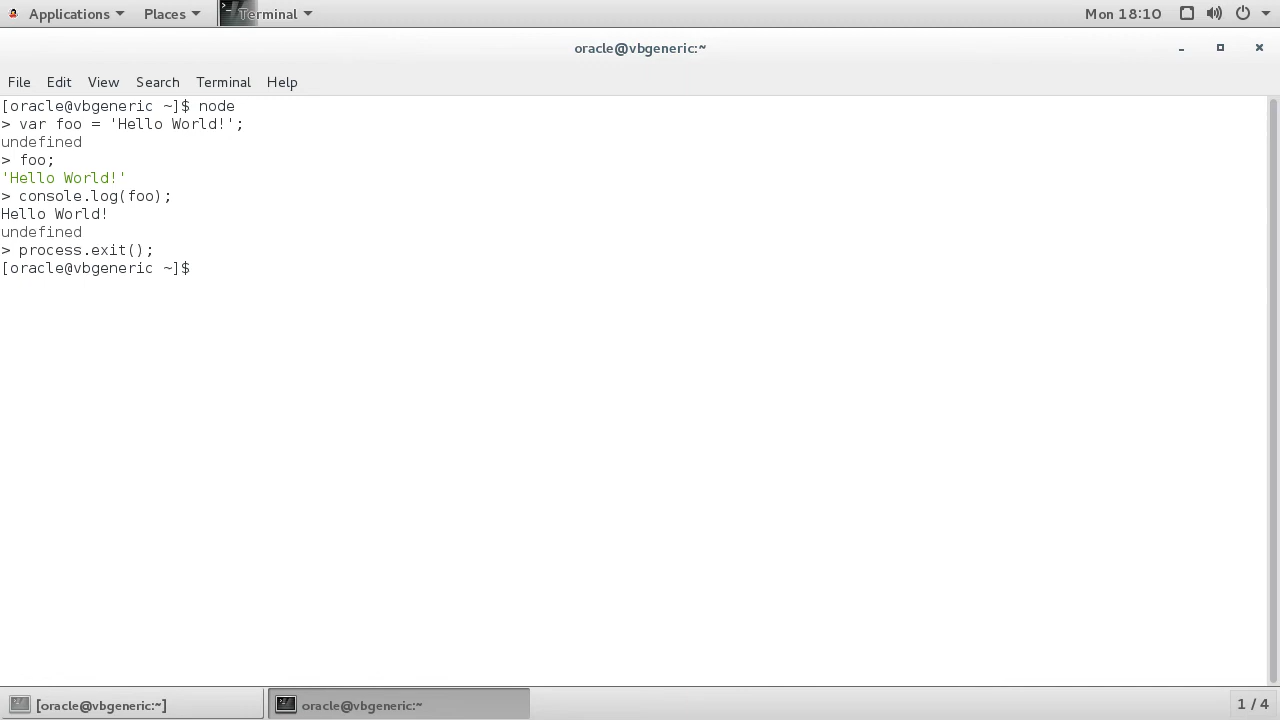 Applications Places Terminal Mon 18:10
oracle@vbgeneric:~
File Edit View Search Terminal Help
[oracle@vbgeneric ~]$ node
> var foo = 'Hello World!';
undefined
> foo;
'Hello World!'
> console.log(foo);
Hello World!
undefined
> process.exit();
[oracle@vbgeneric ~]$
[oracle@vbgeneric:~] oracle@vbgeneric:~ 1 / 4